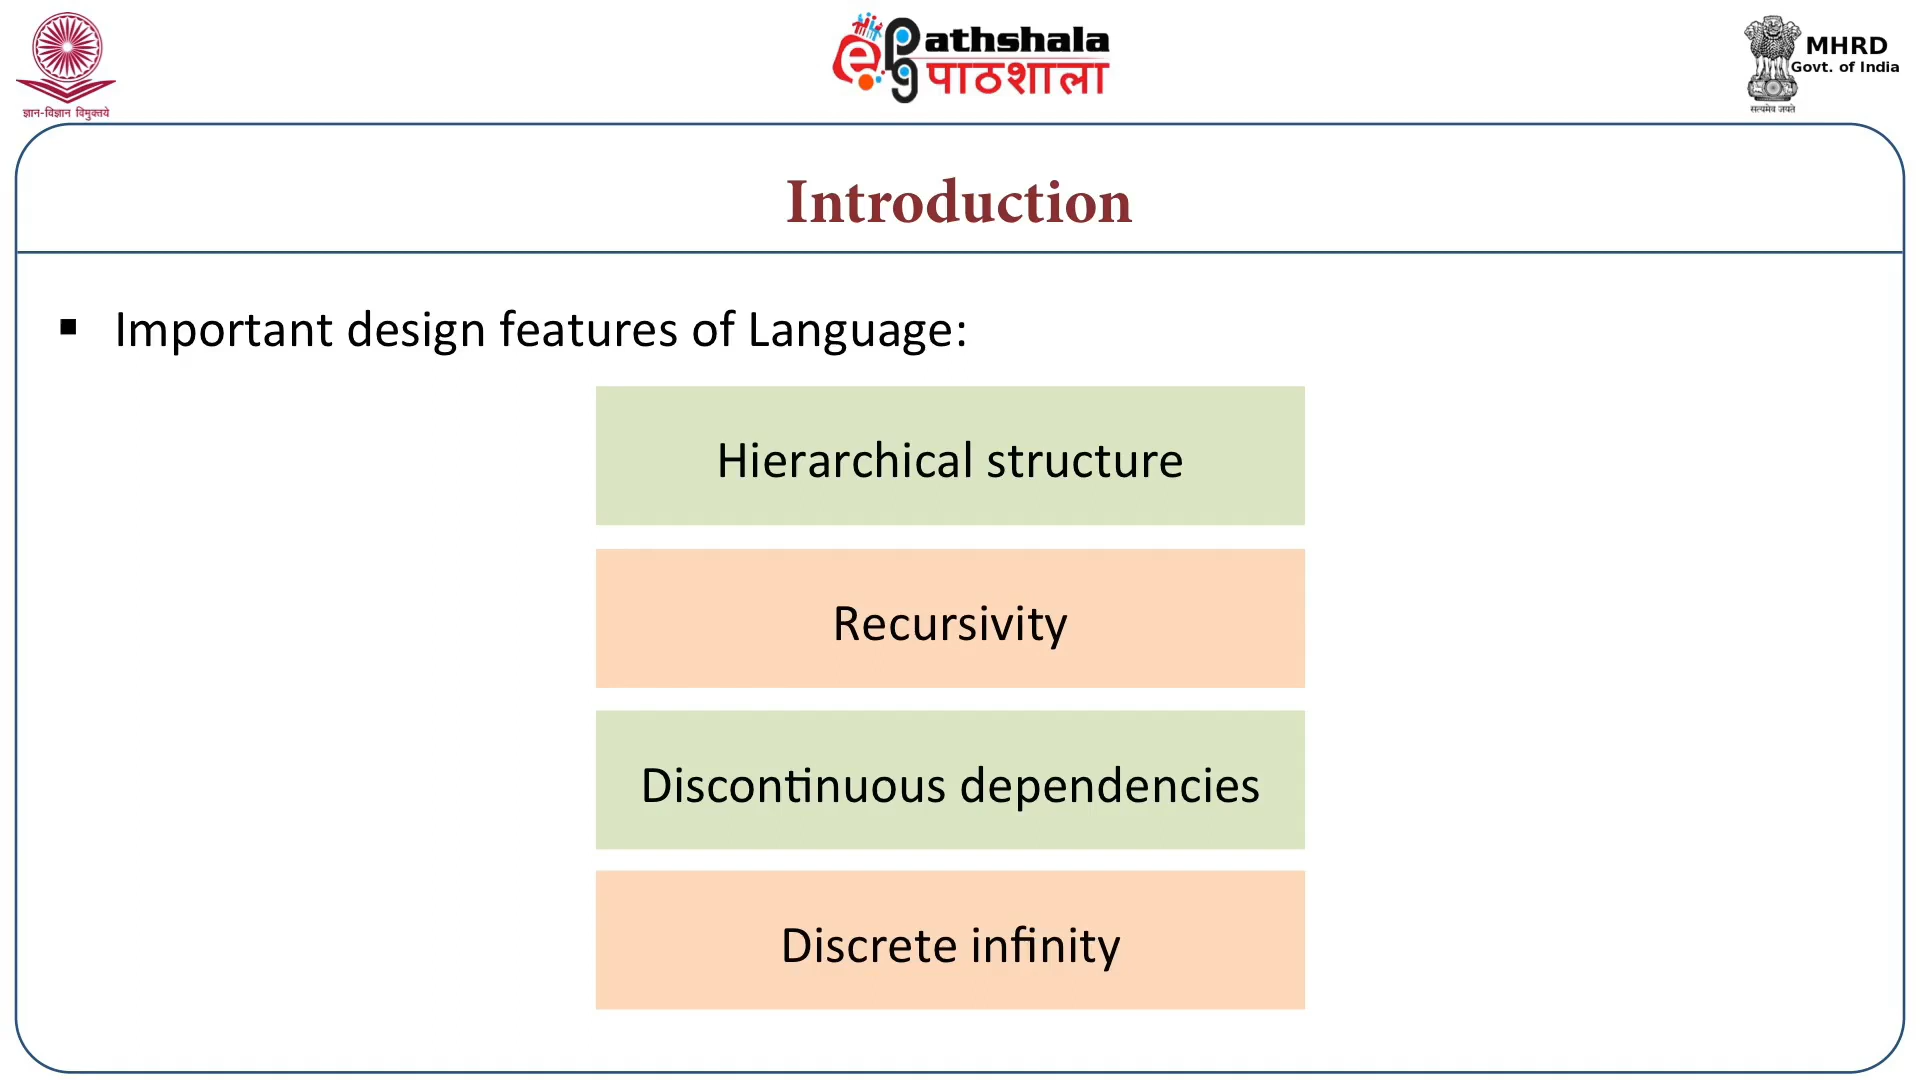 ज्ञान-विज्ञान विमुक्तये
e Pathshala
पाठशाला
MHRD
Govt. of India
सत्यमेव जयते
Introduction
▪ Important design features of Language:
Hierarchical structure
Recursivity
Discontinuous dependencies
Discrete infinity